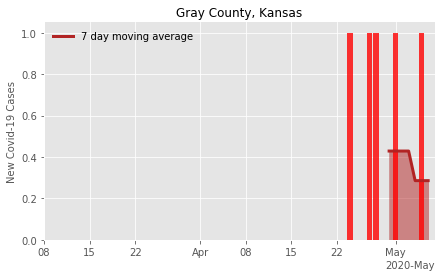 Gray County, Kansas
7 day moving average
New Covid-19 Cases
1.0
0.8
0.6
0.4
0.2
0.0
08 15 22 Apr 08 15 22 May
2020-May